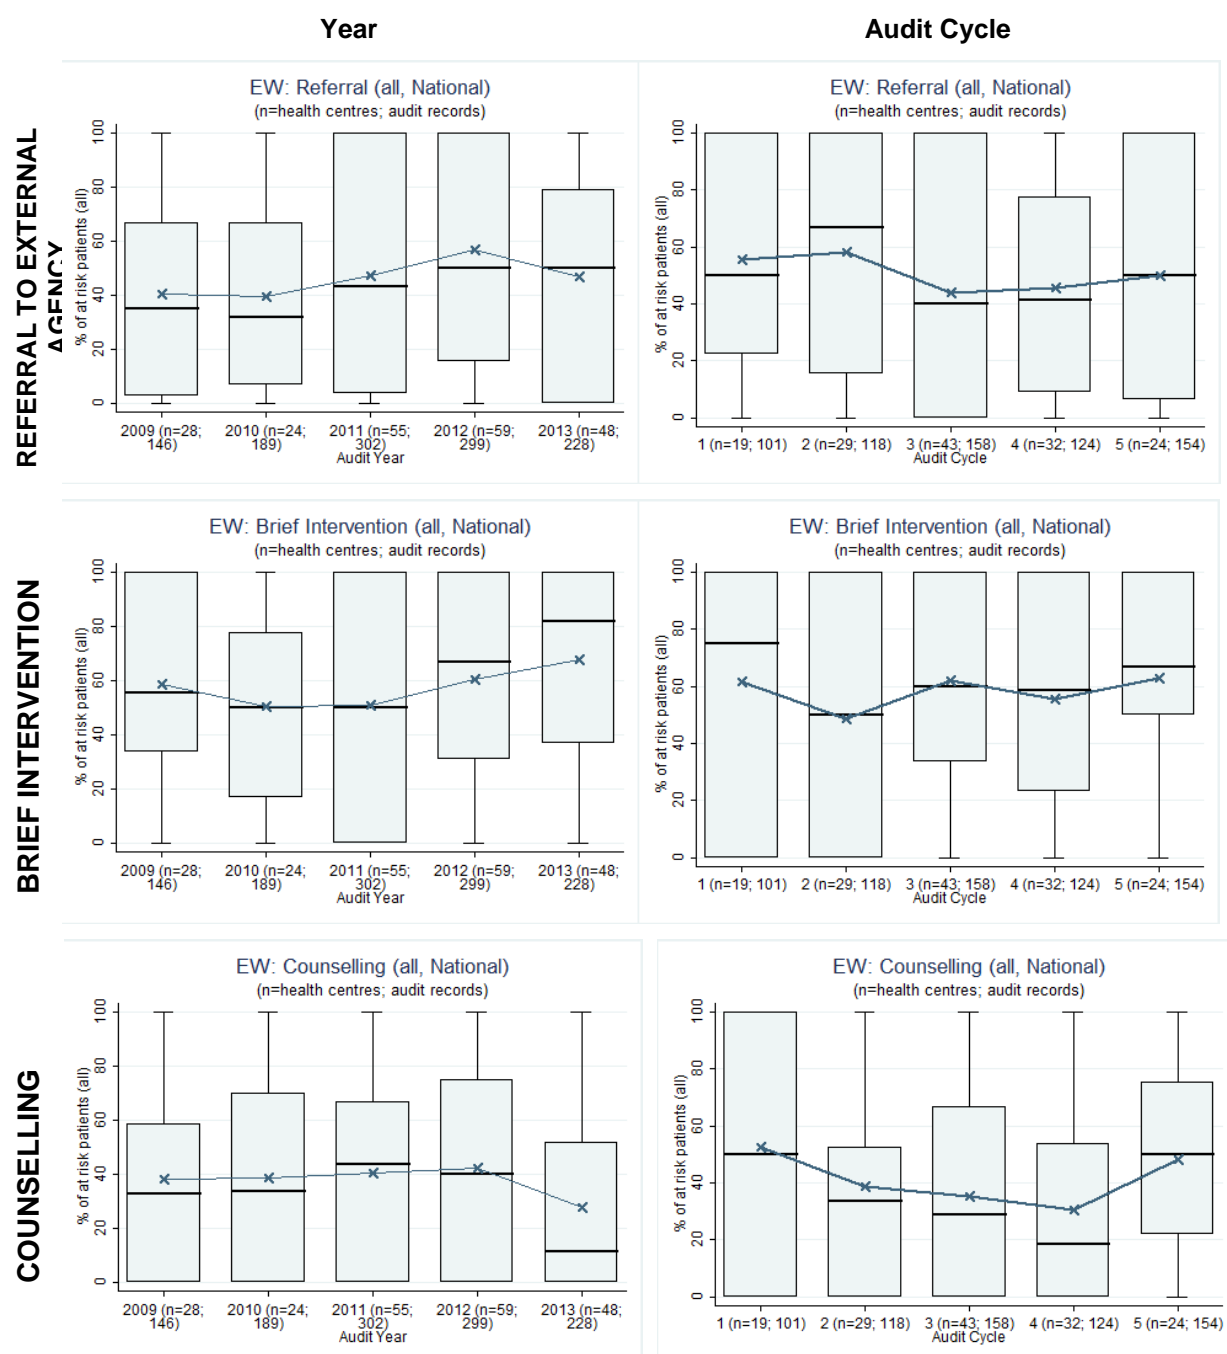 Year
Audit Cycle
REFERRAL TO EXTERNAL
AGENCY
EW: Referral (all, National)
(n=health centres; audit records)
% of at risk patients (all)
100
80
60
40
20
0
2009 (n=28;
146)
2010 (n=24;
189)
2011 (n=55;
302)
2012 (n=59;
299)
2013 (n=48;
228)
Audit Year
EW: Referral (all, National)
(n=health centres; audit records)
% of at risk patients (all)
100
80
60
40
20
0
1 (n=19; 101)
2 (n=29; 118)
3 (n=43; 158)
4 (n=32; 124)
5 (n=24; 154)
Audit Cycle
BRIEF INTERVENTION
EW: Brief Intervention (all, National)
(n=health centres; audit records)
% of at risk patients (all)
100
80
60
40
20
0
2009 (n=28;
146)
2010 (n=24;
189)
2011 (n=55;
302)
2012 (n=59;
299)
2013 (n=48;
228)
Audit Year
EW: Brief Intervention (all, National)
(n=health centres; audit records)
% of at risk patients (all)
100
80
60
40
20
0
1 (n=19; 101)
2 (n=29; 118)
3 (n=43; 158)
4 (n=32; 124)
5 (n=24; 154)
Audit Cycle
COUNSELLING
EW: Counselling (all, National)
(n=health centres; audit records)
% of at risk patients (all)
100
80
60
40
20
0
2009 (n=28;
146)
2010 (n=24;
189)
2011 (n=55;
302)
2012 (n=59;
299)
2013 (n=48;
228)
Audit Year
EW: Counselling (all, National)
(n=health centres; audit records)
% of at risk patients (all)
100
80
60
40
20
0
1 (n=19; 101)
2 (n=29; 118)
3 (n=43; 158)
4 (n=32; 124)
5 (n=24; 154)
Audit Cycle